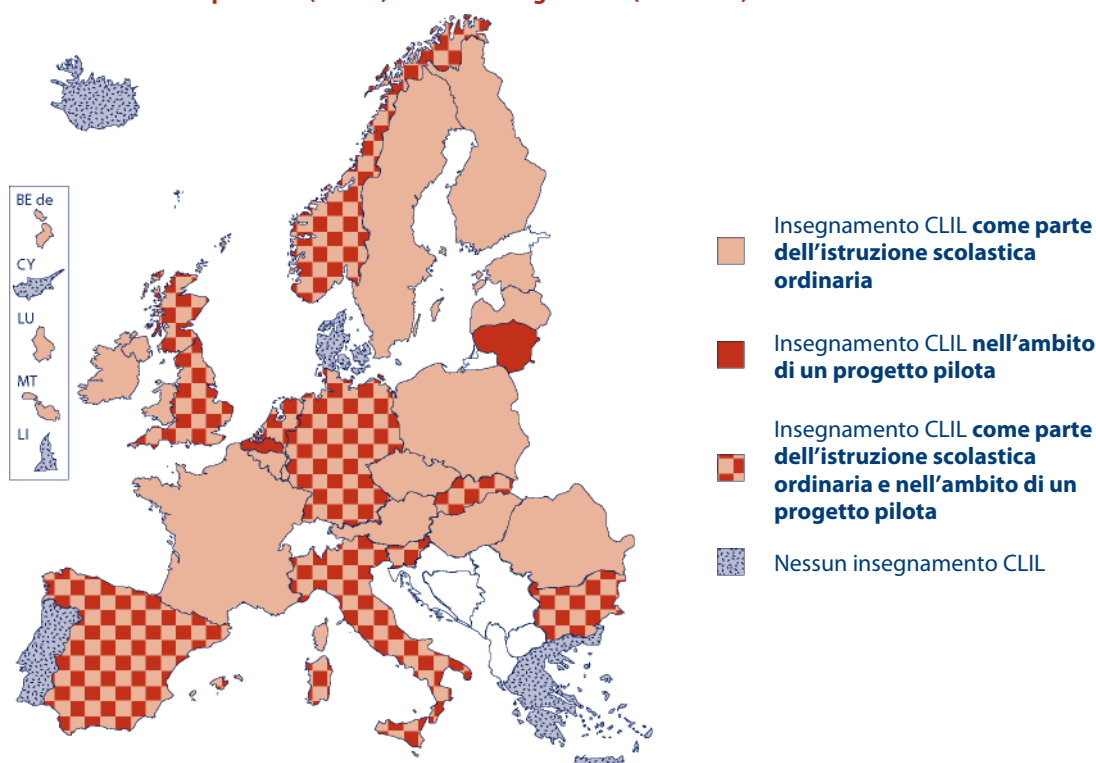 BE de
CY
LU
MT
LI
Insegnamento CLIL come parte
dell'istruzione scolastica
ordinaria
Insegnamento CLIL nell'ambito
di un progetto pilota
Insegnamento CLIL come parte
dell'istruzione scolastica
ordinaria e nell'ambito di un
progetto pilota
Nessun insegnamento CLIL